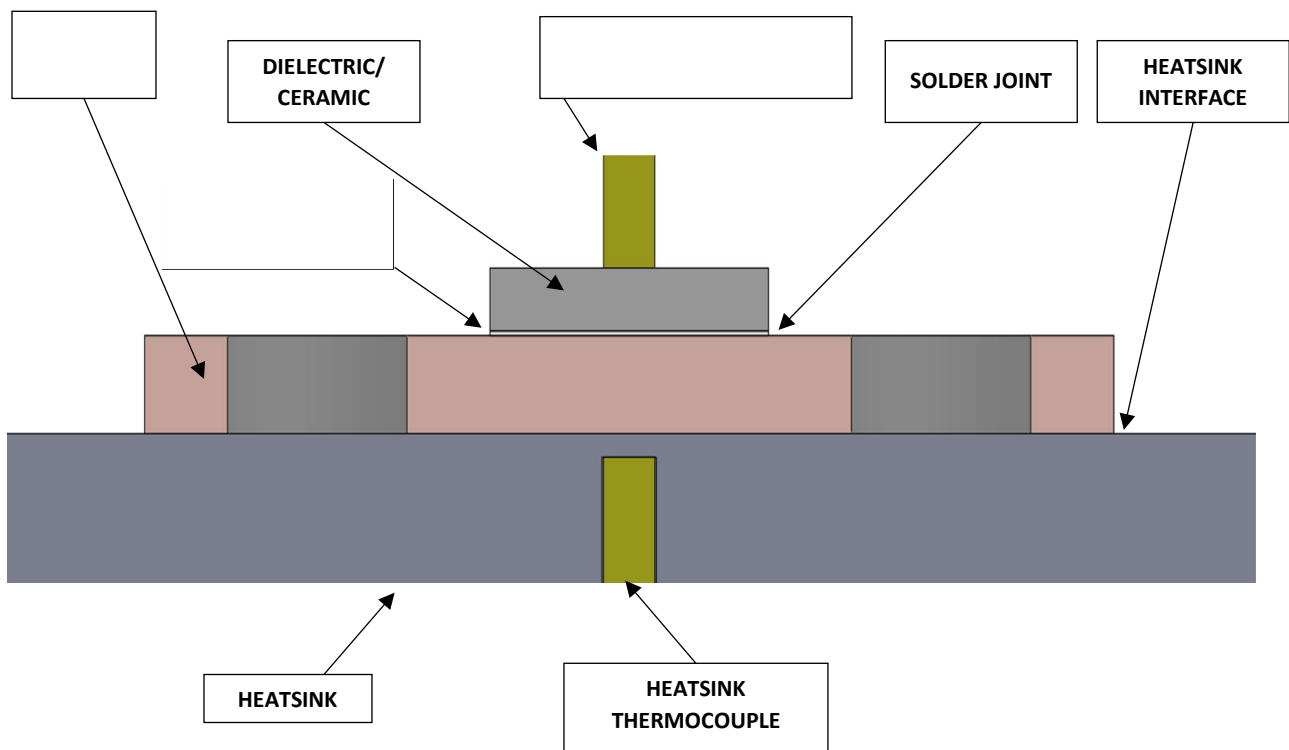 DIELECTRIC/
CERAMIC
SOLDER JOINT
HEATSINK
INTERFACE
HEATSINK
HEATSINK
THERMOCOUPLE